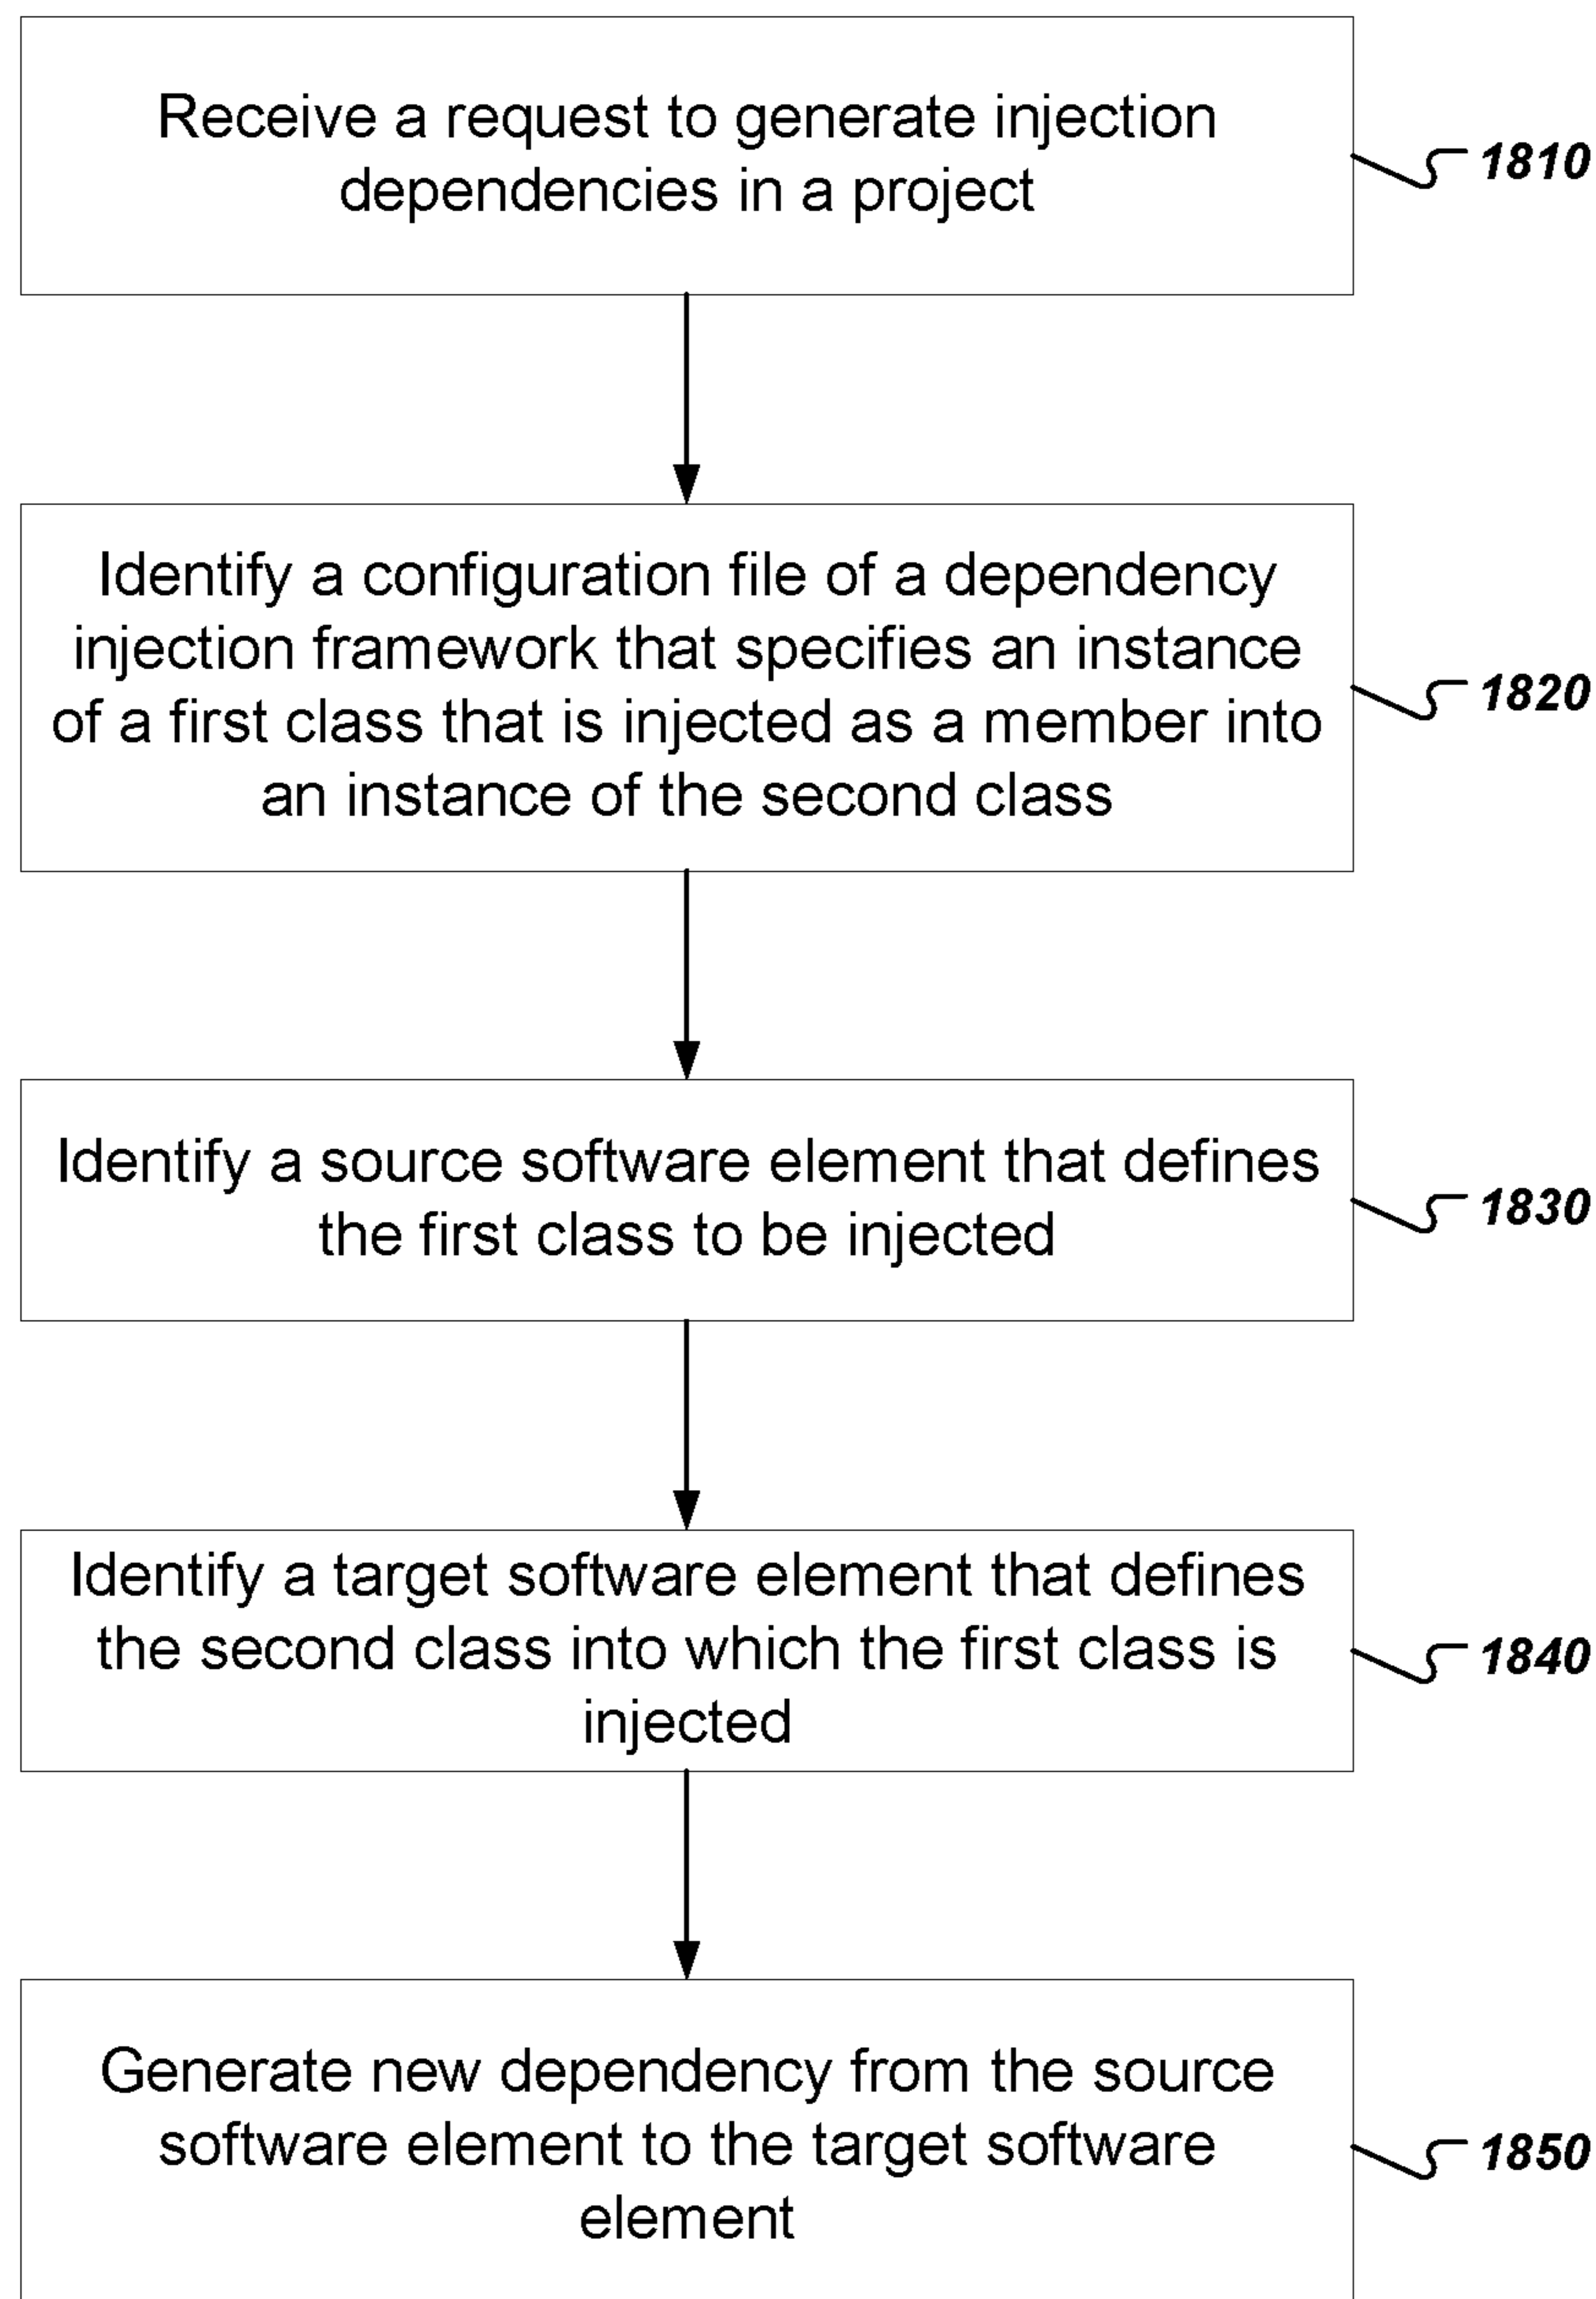 Receive a request to generate injection
dependencies in a project
1810
Identify a configuration file of a dependency
injection framework that specifies an instance
of a first class that is injected as a member into
an instance of the second class
1820
Identify a source software element that defines
the first class to be injected
1830
Identify a target software element that defines
the second class into which the first class is
injected
1840
Generate new dependency from the source
software element to the target software
element
1850